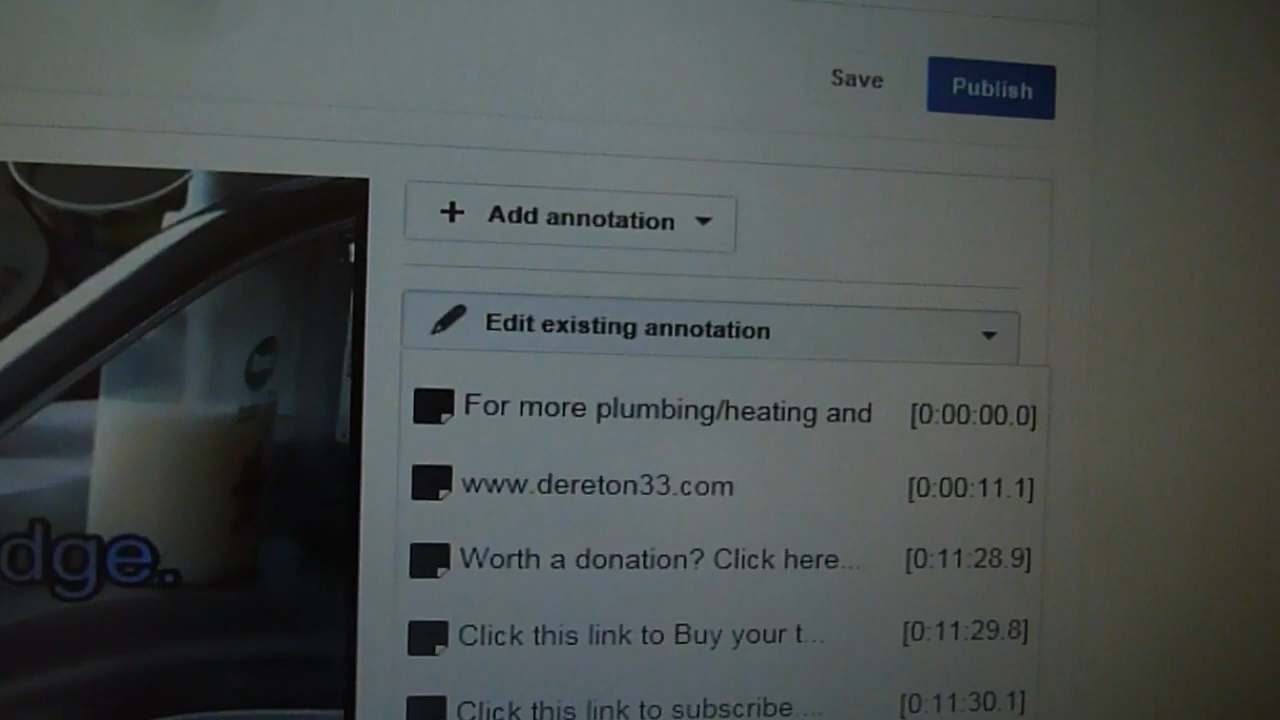 Save
Publish
+ Add annotation
Edit existing annotation
For more plumbing/heating and [0:00:00.0]
www.dereton33.com [0:00:11.1]
Worth a donation? Click here... [0:11:28.9]
dge.
Click this link to Buy your t... [0:11:29.8]
Click this link to subscribe.... [0:11:30.1]